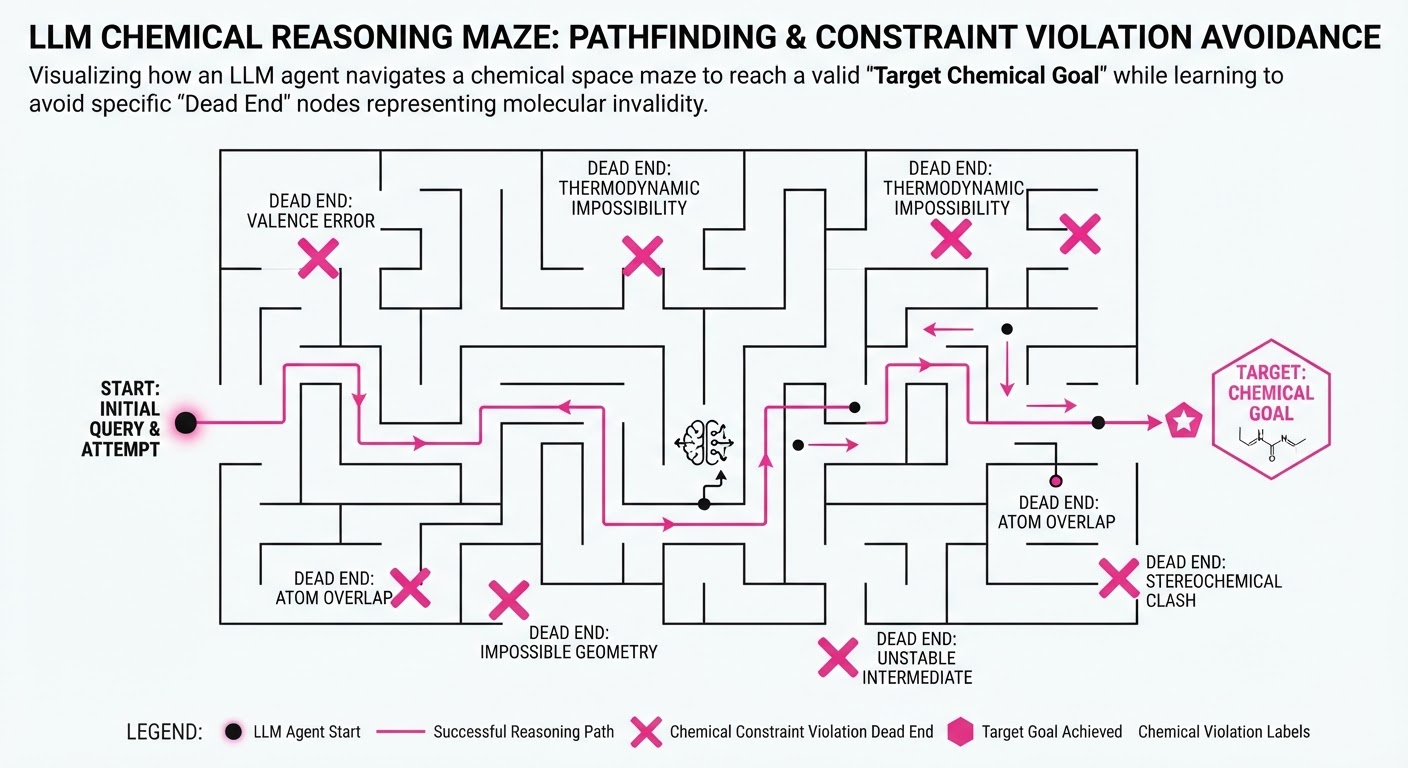 LLM CHEMICAL REASONING MAZE: PATHFINDING & CONSTRAINT VIOLATION AVOIDANCE
Visualizing how an LLM agent navigates a chemical space maze to reach a valid "Target Chemical Goal" while learning to
avoid specific "Dead End" nodes representing molecular invalidity.
DEAD END:
VALENCE ERROR
DEAD END:
THERMODYNAMIC
IMPOSSIBILITY
DEAD END:
THERMODYNAMIC
IMPOSSIBILITY
START:
INITIAL
QUERY &
ATTEMPT
TARGET:
CHEMICAL
GOAL
H
N
O
DEAD END:
ATOM OVERLAP
DEAD END:
ATOM OVERLAP
DEAD END:
STEREOCHEMICAL
CLASH
DEAD END:
IMPOSSIBLE GEOMETRY
DEAD END:
UNSTABLE
INTERMEDIATE
LEGEND: LLM Agent Start Successful Reasoning Path Chemical Constraint Violation Dead End Target Goal Achieved Chemical Violation Labels